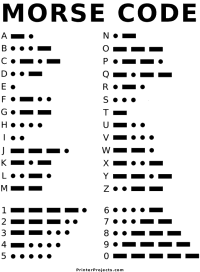 MORSE CODE
A
B
C
D
E
F
G
H
I
J
K
L
M
N
O
P
Q
R
S
T
U
V
W
X
Y
Z
1
2
3
4
5
6
7
8
9
0
PrinterProjects.com